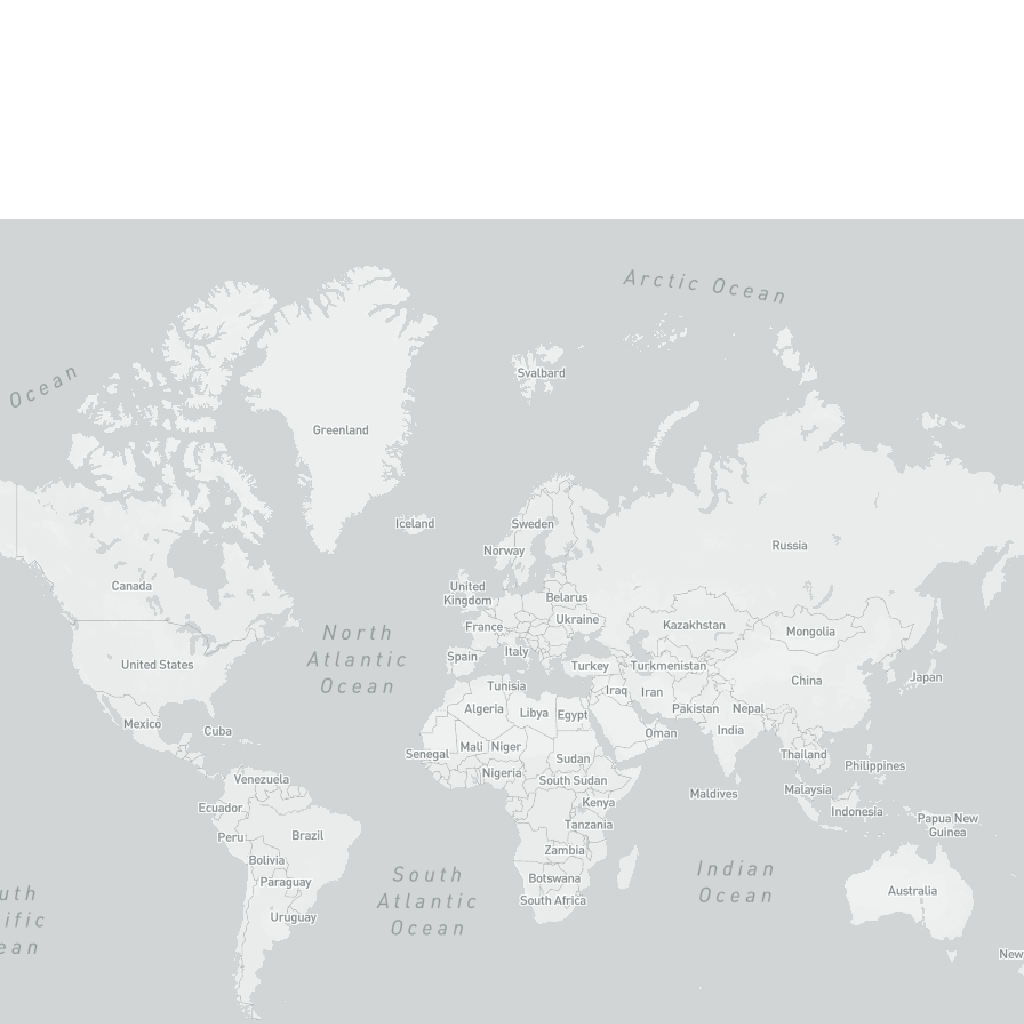 Arctic Ocean
Ocean
Svalbard
Greenland
Iceland
Sweden
Norway
Russia
Canada
United
Kingdom
Belarus
Ukraine
France
Kazakhstan
Mongolia
North
Atlantic
Ocean
United States
Spain
Italy
Turkey
Turkmenistan
China
Japan
Tunisia
Iraq
Iran
Algeria
Libya
Egypt
Pakistan
Nepal
Mexico
Cuba
India
Oman
Senegal
Mali
Niger
Sudan
Thailand
Philippines
Venezuela
Nigeria
South Sudan
Maldives
Malaysia
Ecuador
Kenya
Indonesia
Papua New
Guinea
Peru
Brazil
Tanzania
Bolivia
Zambia
South
Atlantic
Ocean
Indian
Ocean
Paraguay
Botswana
Australia
uth
ific
ean
South Africa
Uruguay
New